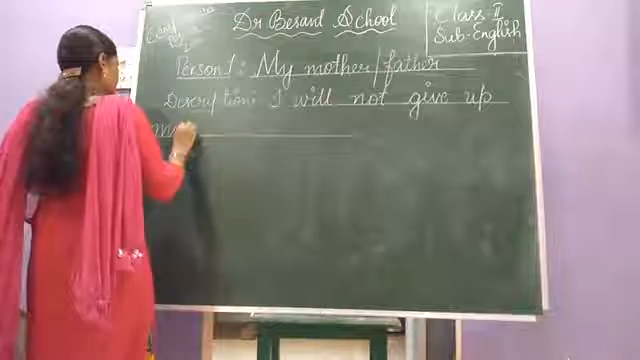 Dr Besant School
Class:- II
Sub-English
Person 1: My mother/father
Description: I will not give up